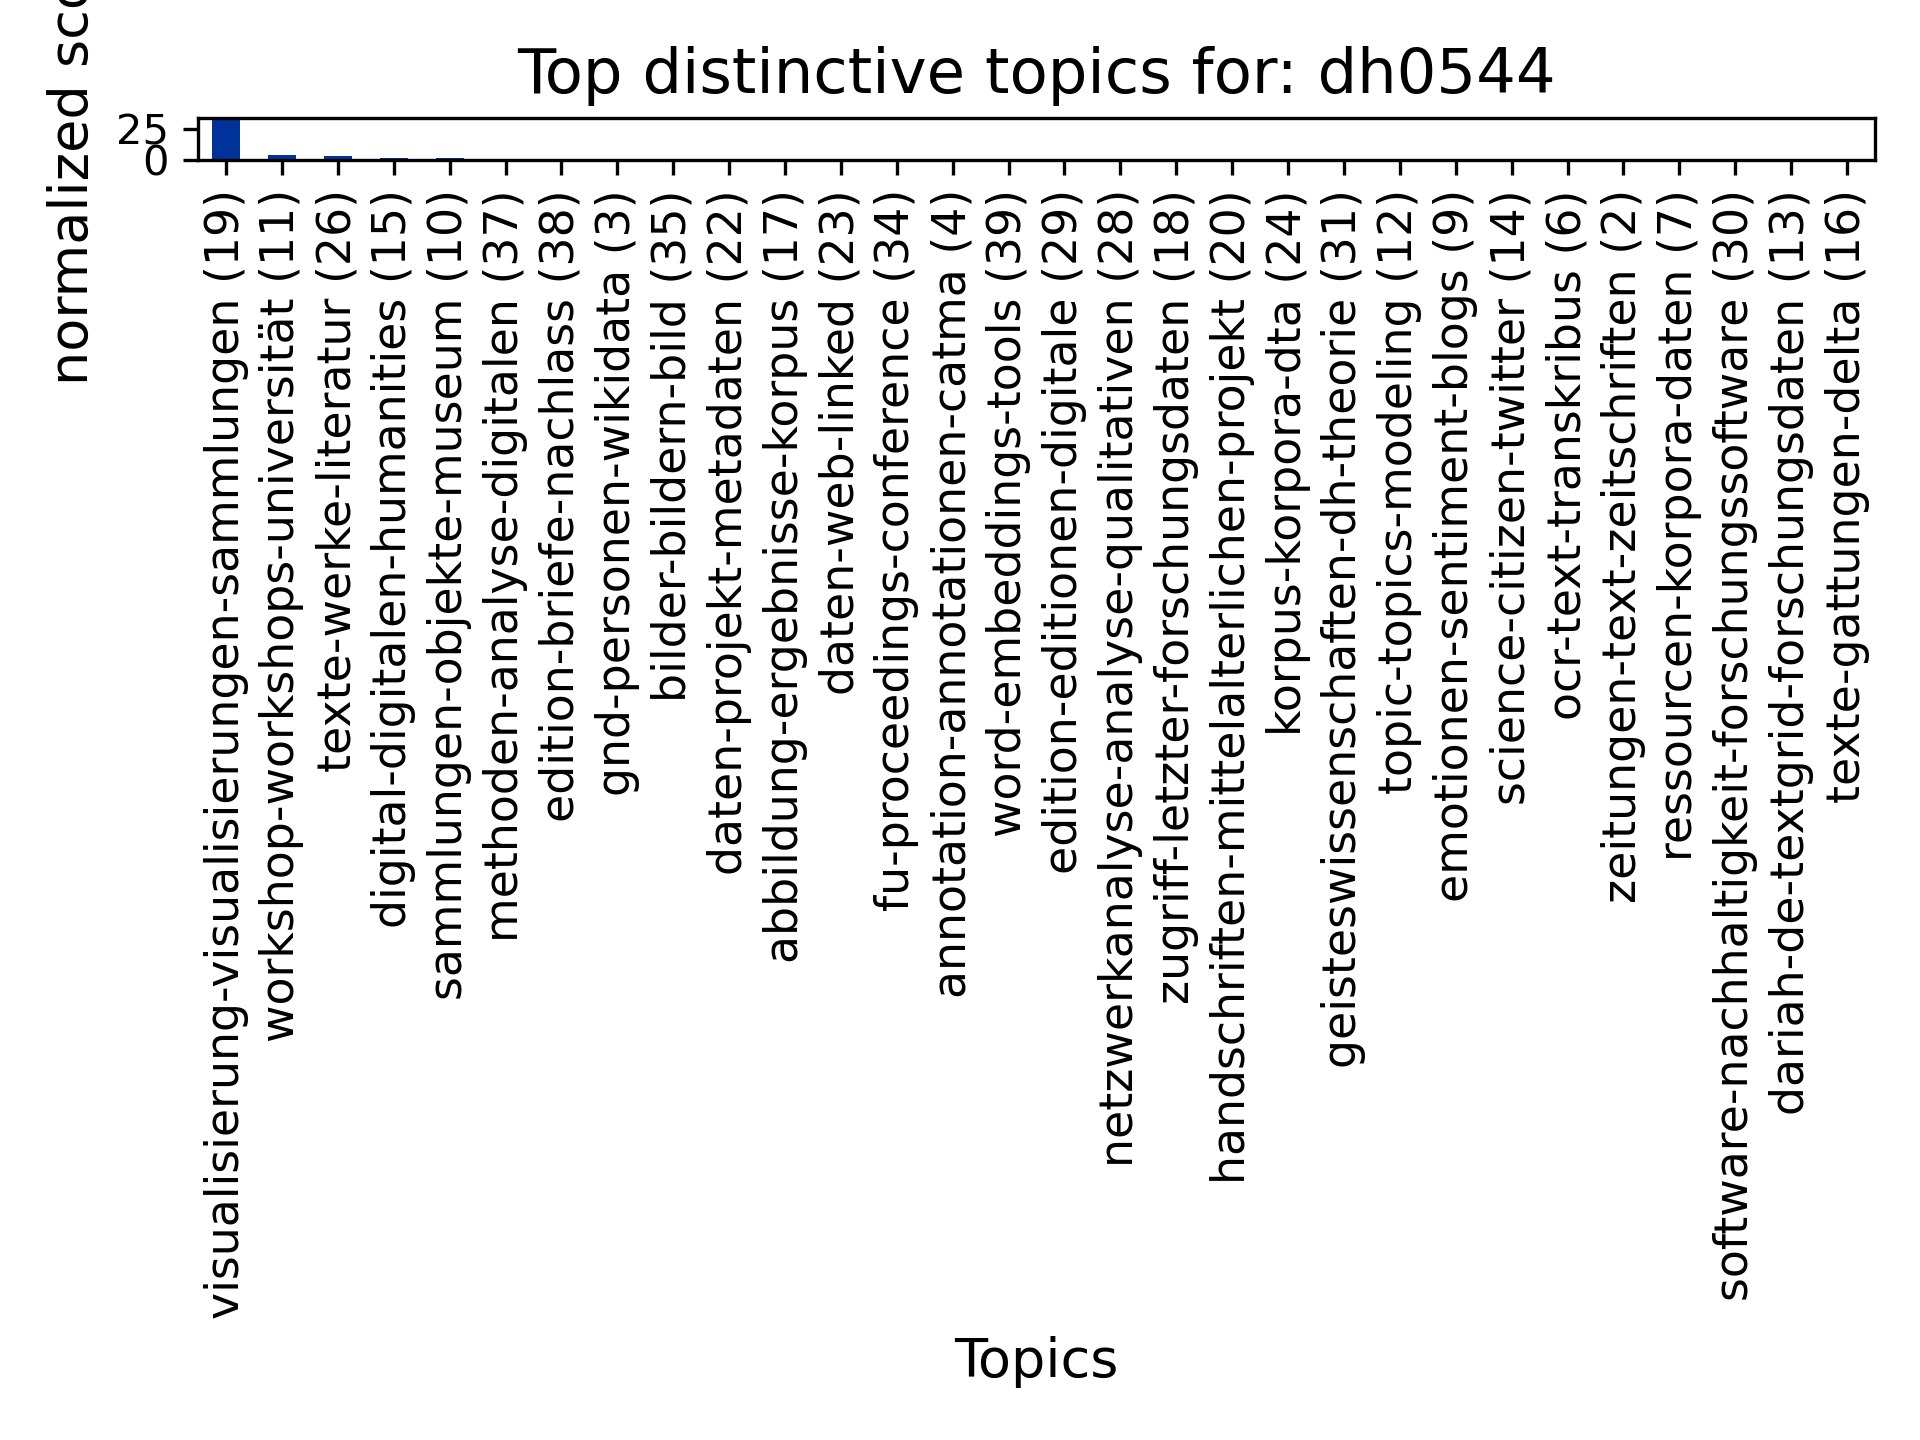 Top distinctive topics for: dh0544
normalized
25
0
visualisierung-visualisierungen-sammlungen (19)
workshop-workshops-universität (11)
texte-werke-literatur (26)
digital-digitalen-humanities (15)
sammlungen-objekte-museum (10)
methoden-analyse-digitalen (37)
edition-briefe-nachlass (38)
gnd-personen-wikidata (3)
bilder-bildern-bild (35)
daten-projekt-metadaten (22)
abbildung-ergebnisse-korpus (17)
daten-web-linked (23)
fu-proceedings-conference (34)
annotation-annotationen-catma (4)
word-embeddings-tools (39)
edition-editionen-digitale (29)
netzwerkanalyse-analyse-qualitativen (28)
zugriff-letzter-forschungsdaten (18)
handschriften-mittelalterlichen-projekt (20)
korpus-korpora-dta (24)
geisteswissenschaften-dh-theorie (31)
topic-topics-modeling (12)
emotionen-sentiment-blogs (9)
science-citizen-twitter (14)
ocr-text-transkribus (6)
zeitungen-text-zeitschriften (2)
ressourcen-korpora-daten (7)
software-nachhaltigkeit-forschungssoftware (30)
dariah-de-textgrid-forschungsdaten (13)
texte-gattungen-delta (16)
Topics